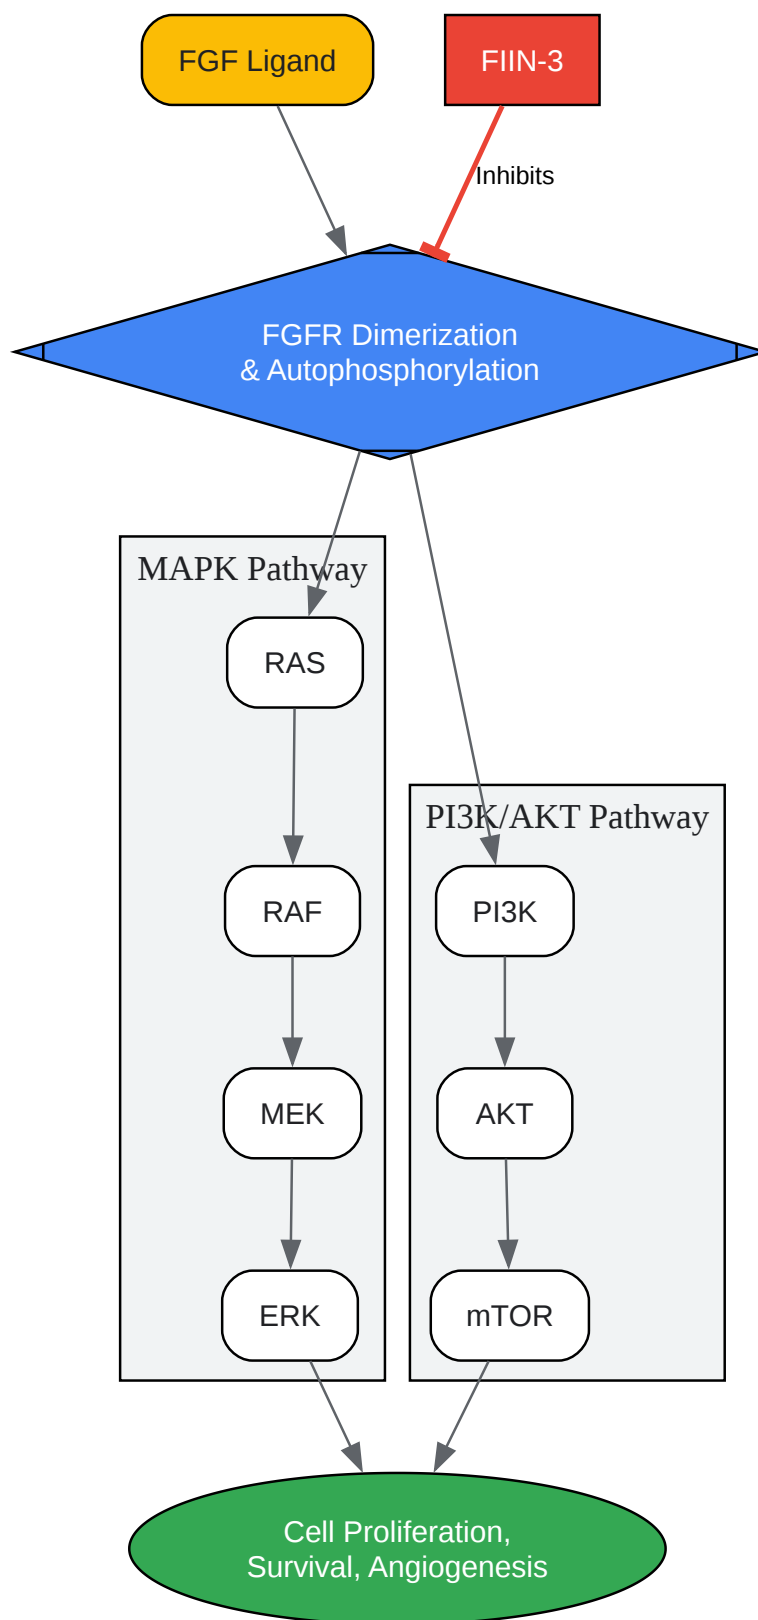 FGF Ligand
FIIN-3
Inhibits
FGFR Dimerization
& Autophosphorylation
MAPK Pathway
RAS
PI3K/AKT Pathway
RAF
PI3K
MEK
AKT
ERK
mTOR
Cell Proliferation,
Survival, Angiogenesis